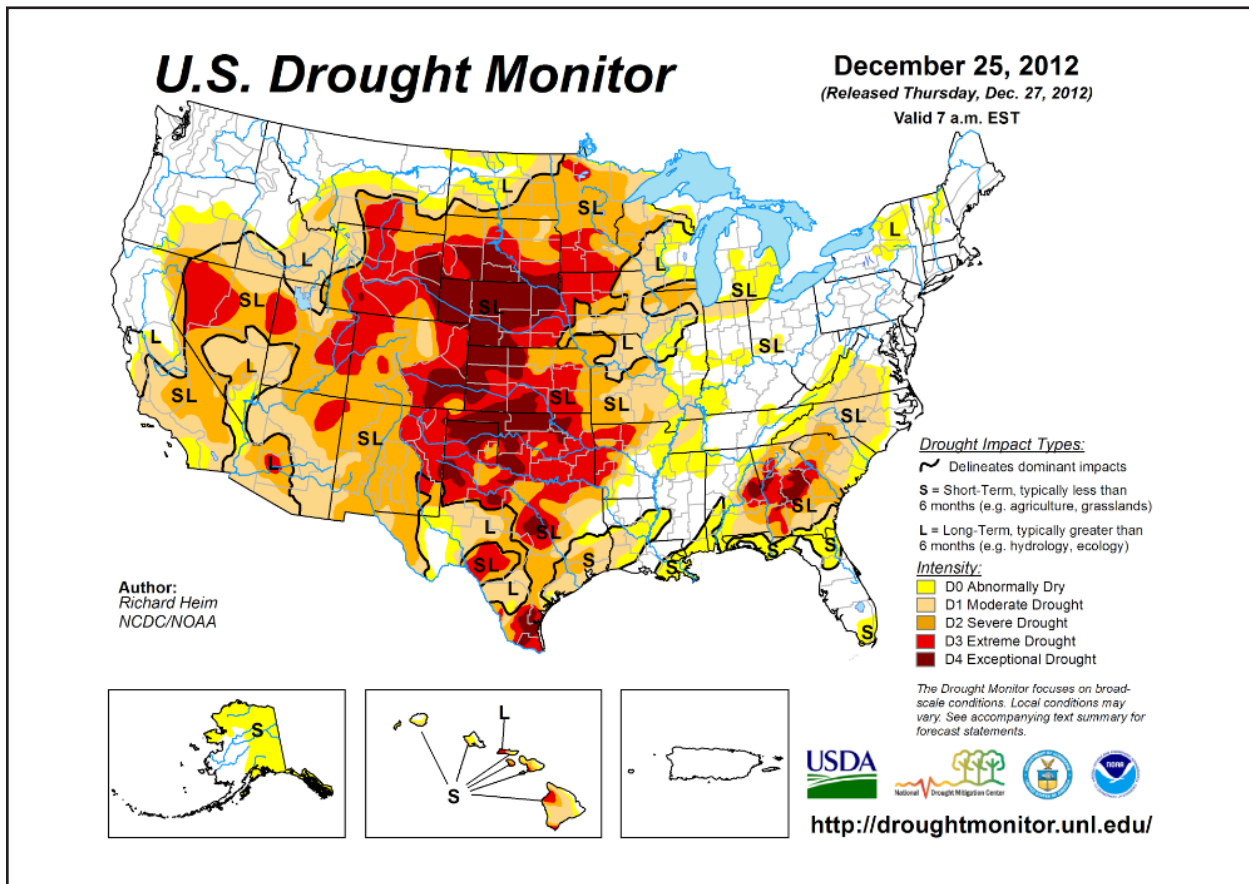 U.S. Drought Monitor
December 25, 2012
(Released Thursday, Dec. 27, 2012)
Valid 7 a.m. EST
L
SL
L
L
SL
SL
L
SL
L
SL
SL
L
L
SL
L
SL
SL
SL
SL
L
L
SL
SL
SL
S
L
S
S
S
S
Drought Impact Types:
Delineates dominant impacts
S = Short-Term, typically less than
6 months (e.g. agriculture, grasslands)
L = Long-Term, typically greater than
6 months (e.g. hydrology, ecology)
Intensity:
D0 Abnormally Dry
D1 Moderate Drought
D2 Severe Drought
D3 Extreme Drought
D4 Exceptional Drought
Author:
Richard Heim
NCDC/NOAA
S
L
S
The Drought Monitor focuses on broad-
scale conditions. Local conditions may
vary. See accompanying text summary for
forecast statements.
USDA
National Drought Mitigation Center
NOAA
http://droughtmonitor.unl.edu/